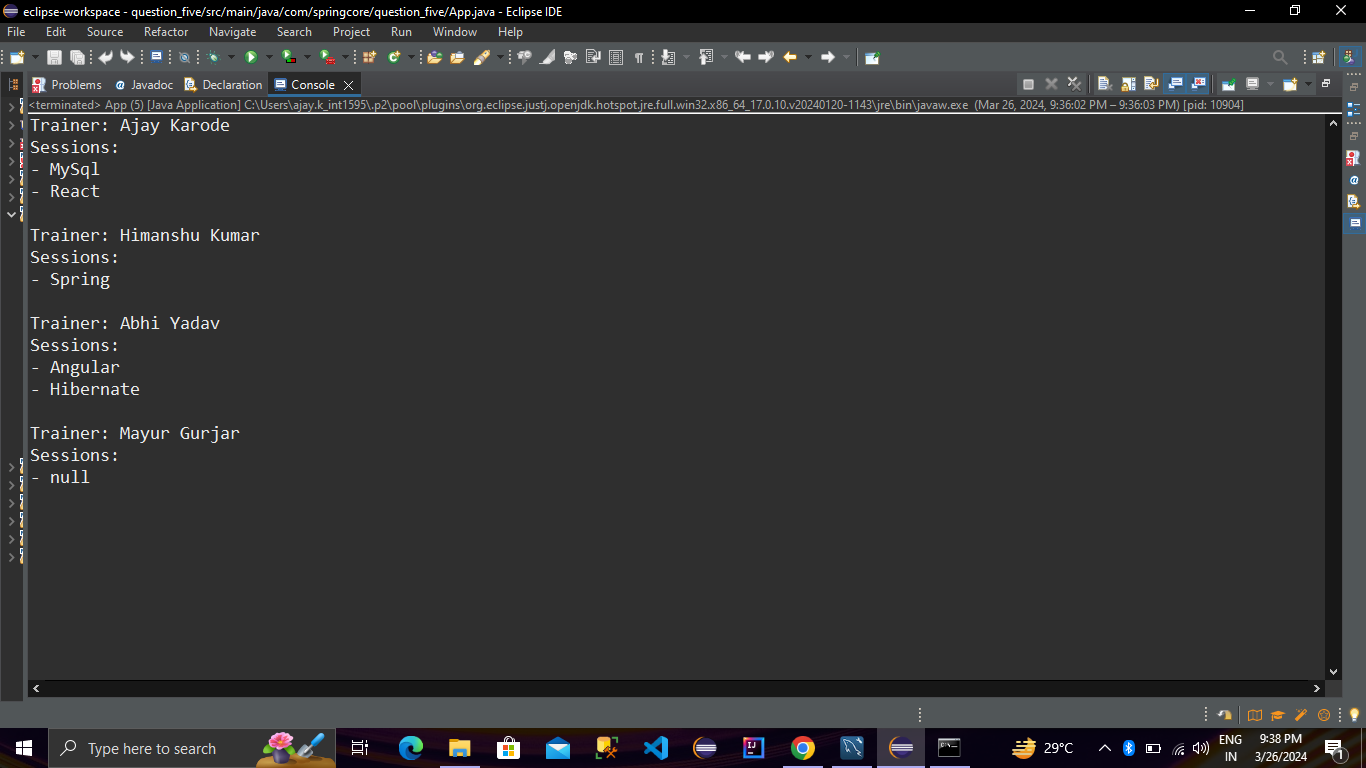 eclipse-workspace - question_five/src/main/java/com/springcore/question_five/App.java - Eclipse IDE
File Edit Source Refactor Navigate Search Project Run Window Help
Problems @ Javadoc Declaration Console
<terminated> App (5) [Java Application] C:\Users\ajay.k_int1595\.p2\pool\plugins\org.eclipse.justj.openjdk.hotspot.jre.full.win32.x86_64_17.0.10.v20240120-1143\jre\bin\javaw.exe (Mar 26, 2024, 9:36:02 PM – 9:36:03 PM) [pid: 10904]
Trainer: Ajay Karode
Sessions:
- MySql
- React
Trainer: Himanshu Kumar
Sessions:
- Spring
Trainer: Abhi Yadav
Sessions:
- Angular
- Hibernate
Trainer: Mayur Gurjar
Sessions:
- null
Type here to search
29°C
ENG
IN
9:38 PM
3/26/2024
1